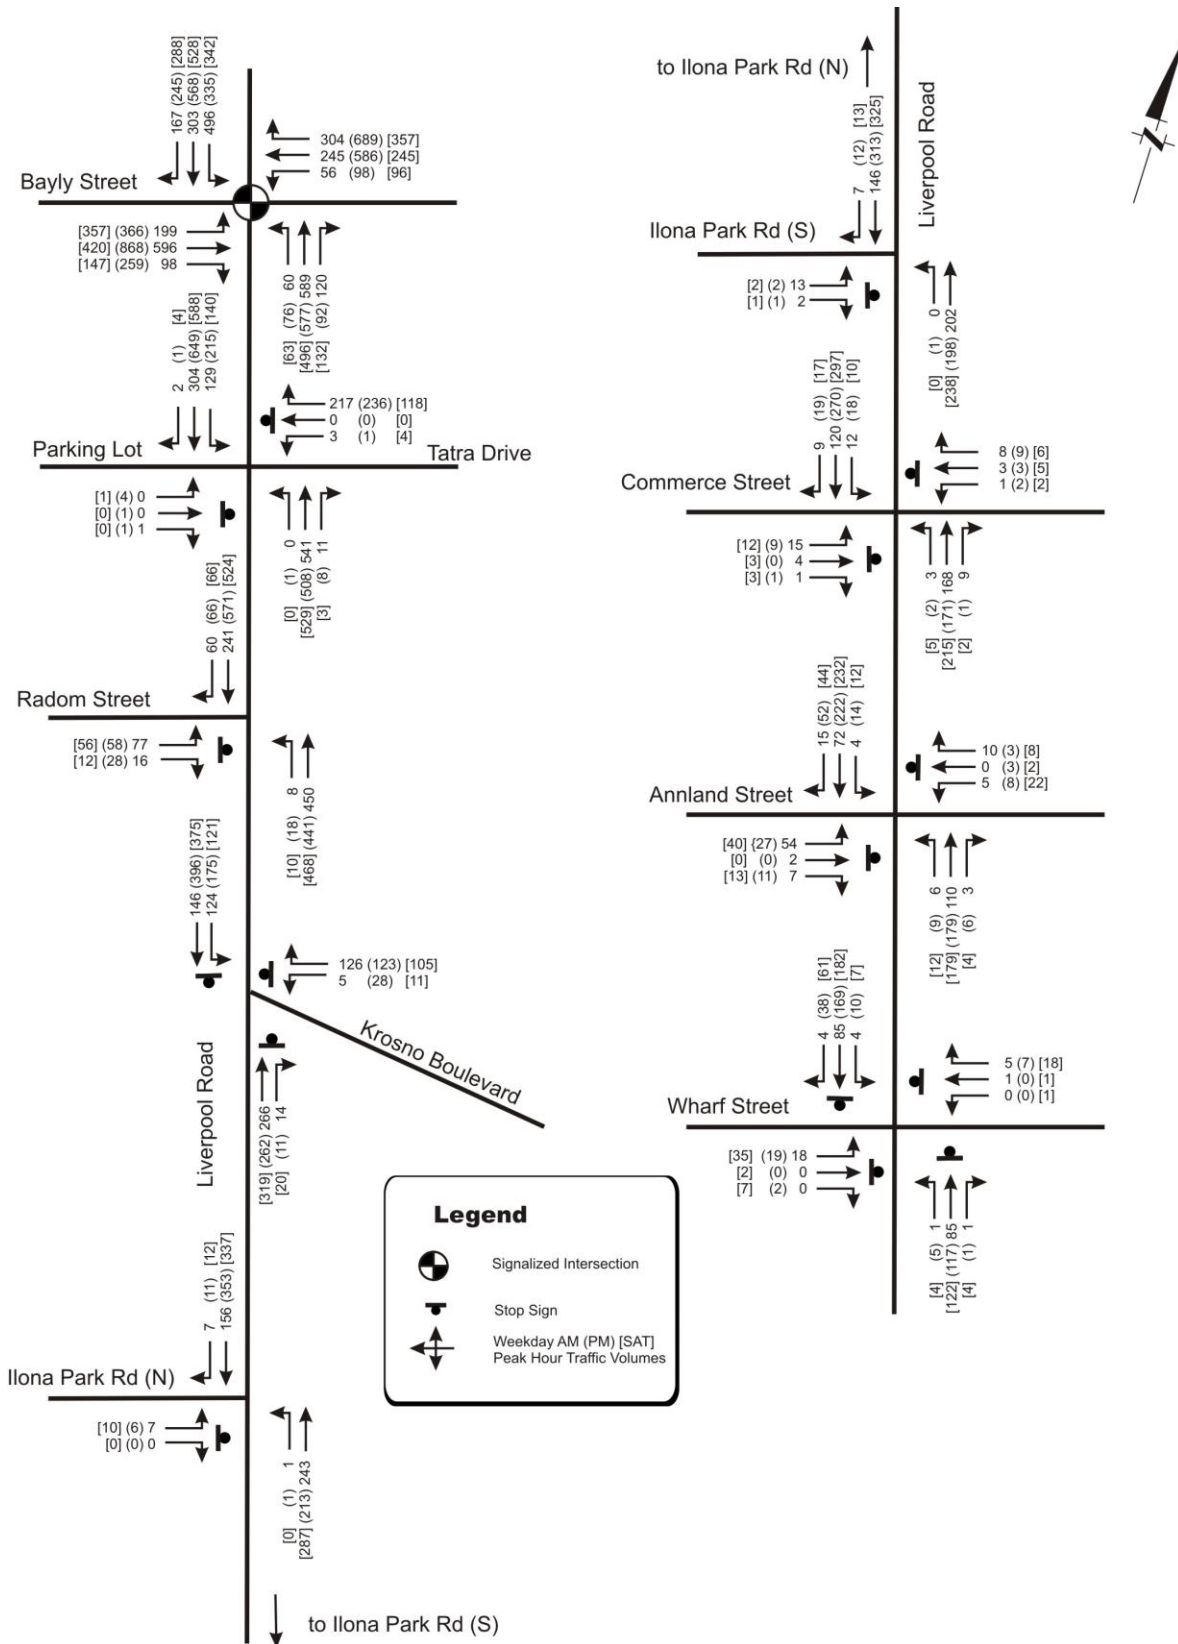 167 (245) [288]
303 (568) [528]
496 (335) [342]
304 (689) [357]
245 (586) [245]
56 (98) [96]
Bayly Street
[357] (366) 199
[420] (868) 596
[147] (259) 98
[63] (76) 60
[496] (577) 589
[132] (92) 120
2 (1) [4]
304 (649) [588]
129 (215) [140]
217 (236) [118]
0 (0) [0]
3 (1) [4]
Parking Lot
Tatra Drive
[1] (4) 0
[0] (1) 0
[0] (1) 1
[0] (1) 0
[529] (508) 541
[3] (8) 11
60 (66) [66]
241 (571) [524]
Radom Street
[56] (58) 77
[12] (28) 16
[10] (18) 8
[468] (441) 450
146 (396) [375]
124 (175) [121]
126 (123) [105]
5 (28) [11]
Krosno Boulevard
Liverpool Road
[319] (262) 266
[20] (11) 14
7 (11) [12]
156 (353) [337]
Ilona Park Rd (N)
[10] (6) 7
[0] (0) 0
[0] (1) 1
[287] (213) 243
to Ilona Park Rd (S)
Legend
Signalized Intersection
Stop Sign
Weekday AM (PM) [SAT]
Peak Hour Traffic Volumes
to Ilona Park Rd (N)
Liverpool Road
N
7 (12) [13]
146 (313) [325]
Ilona Park Rd (S)
[2] (2) 13
[1] (1) 2
[0] (1) 0
[238] (198) 202
9 (19) [17]
120 (270) [297]
12 (18) [10]
8 (9) [6]
3 (3) [5]
1 (2) [2]
Commerce Street
[12] (9) 15
[3] (0) 4
[3] (1) 1
[5] (2) 3
[215] (171) 168
[2] (1) 9
15 (52) [44]
72 (222) [232]
4 (14) [12]
10 (3) [8]
0 (3) [2]
5 (8) [22]
Annland Street
[40] {27) 54
[0] (0) 2
[13] (11) 7
[12] (9) 6
[179] (179) 110
[4] (6) 3
4 (38) [61]
85 (169) [182]
4 (10) [7]
5 (7) [18]
1 (0) [1]
0 (0) [1]
Wharf Street
[35] (19) 18
[2] (0) 0
[7] (2) 0
[4] (5) 1
[122] (117) 85
[4] (1) 1